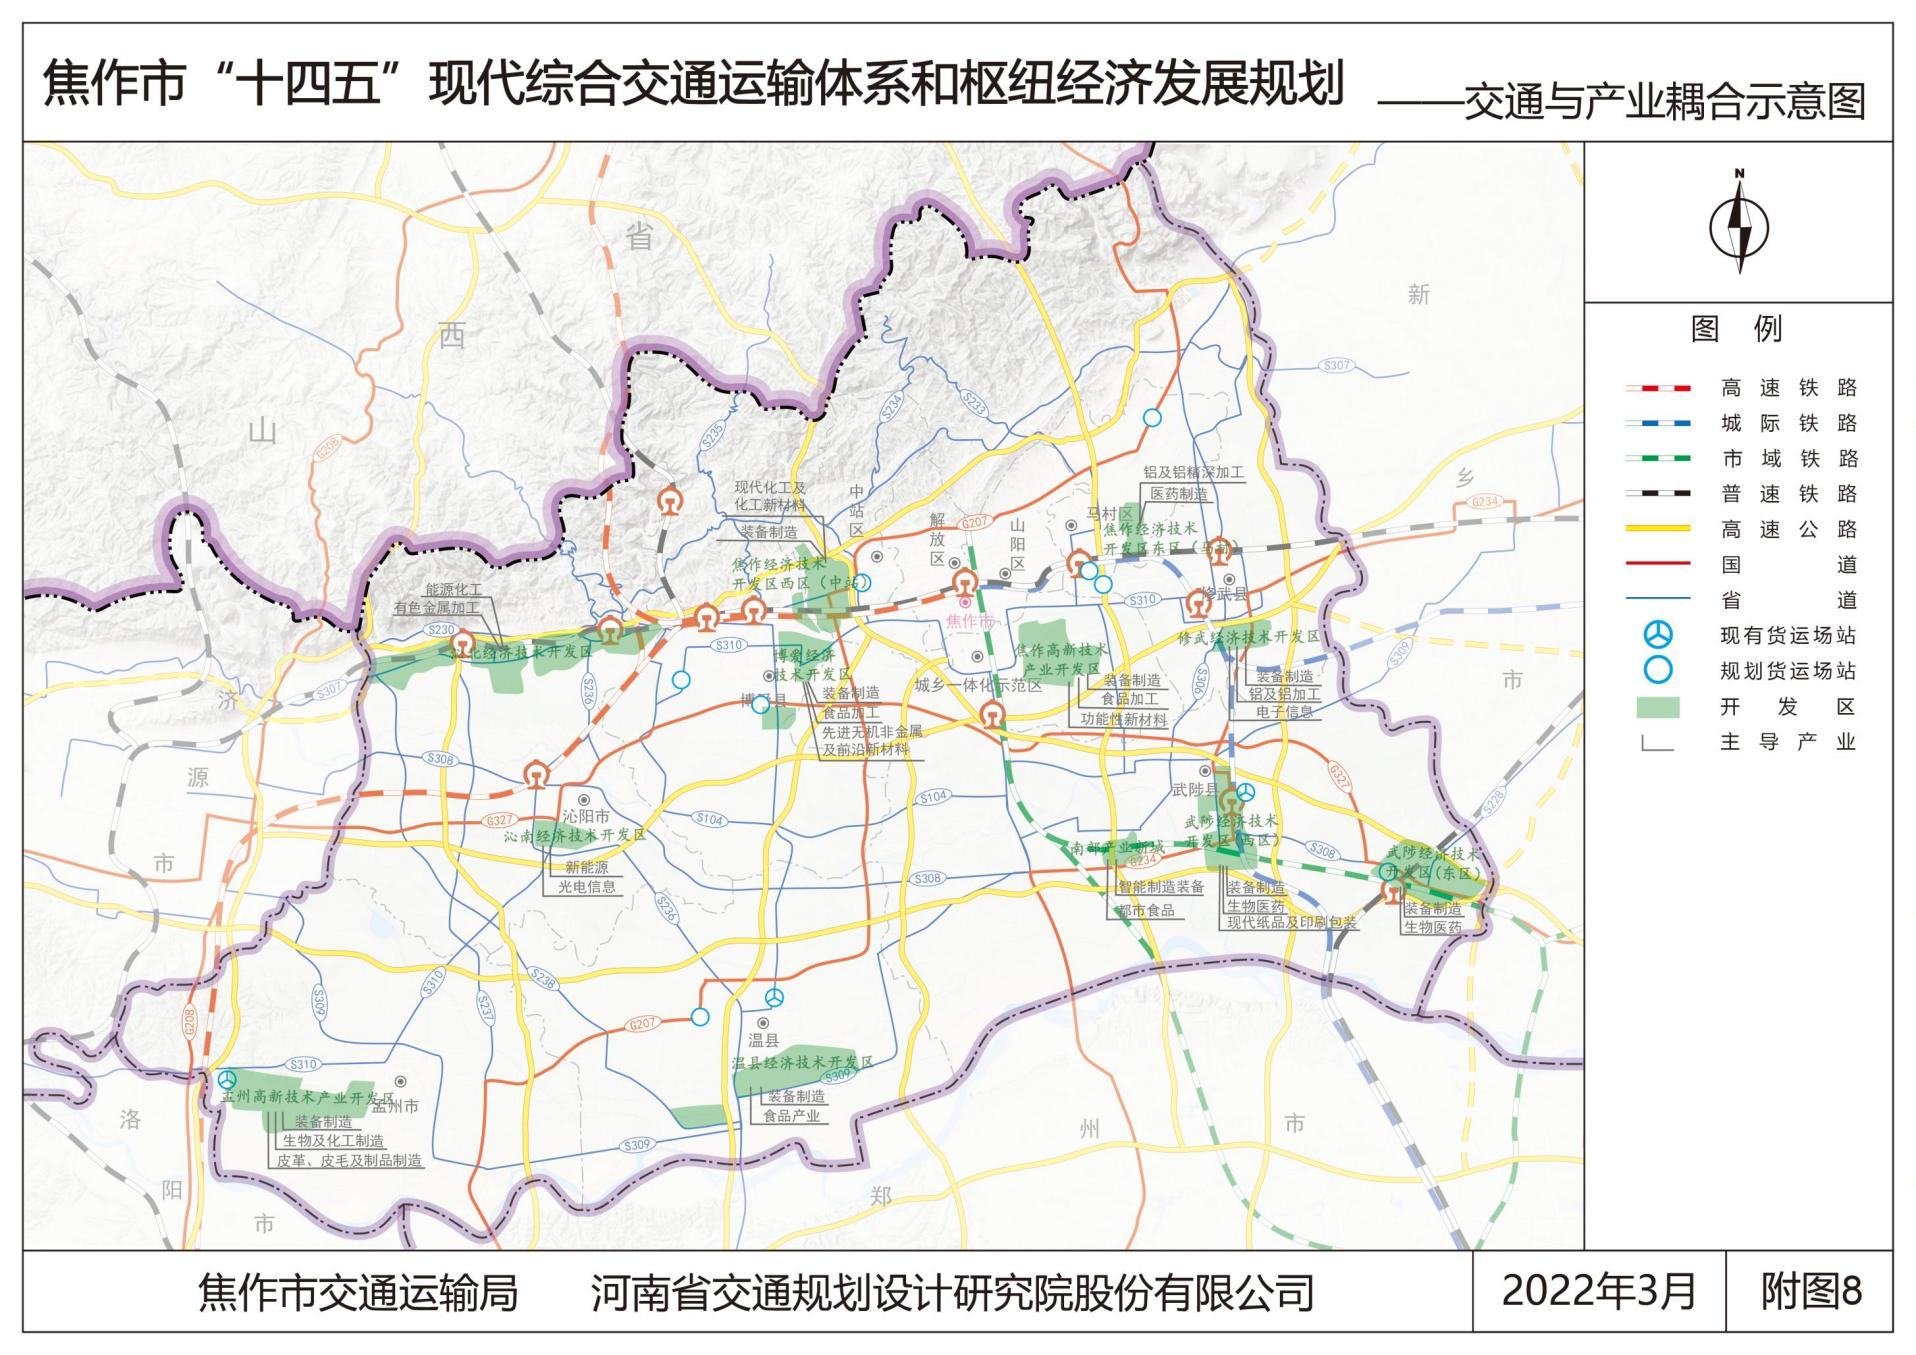 焦作市“十四五”现代综合交通运输体系和枢纽经济发展规划 ——交通与产业耦合示意图
N
图 例
高速铁路
城际铁路
市域铁路
普速铁路
高速公路
国道
省道
现有货运场站
规划货运场站
开发区
主导产业
省
西
山
新
乡
市
济
源
市
洛
阳
市
郑
州
市
S307
G208
S235
S234
S233
G234
G207
铝及铝精深加工
医药制造
现代化工及
化工新材料
装备制造
中站区
解放区
山阳区
马村区
焦作经济技术
开发区东区（马村）
焦作经济技术
开发区西区（中站）
能源化工
有色金属加工
S230
沁北经济技术开发区
S307
S310
S310
修武县
焦作市
修武经济技术开发区
博爱经济
技术开发区
焦作高新技术
产业开发区
城乡一体化示范区
博爱县
装备制造
食品加工
先进无机非金属
及前沿新材料
装备制造
食品加工
功能性新材料
装备制造
铝及铝加工
电子信息
S236
S306
S309
S308
G327
S228
S104
S104
武陟县
G327
沁阳市
沁南经济技术开发区
新能源
光电信息
武陟经济技术
开发区（西区）
南部产业新城
G234
S308
武陟经济技术
开发区（东区）
S308
智能制造装备
都市食品
装备制造
生物医药
现代纸品及印刷包装
装备制造
生物医药
S236
S238
S310
S237
S309
G208
G207
温县
温县经济技术开发区
S309
装备制造
食品产业
S310
孟州高新技术产业开发区
孟州市
装备制造
生物及化工制造
皮革、皮毛及制品制造
S309
焦作市交通运输局 河南省交通规划设计研究院股份有限公司 2022年3月 附图8